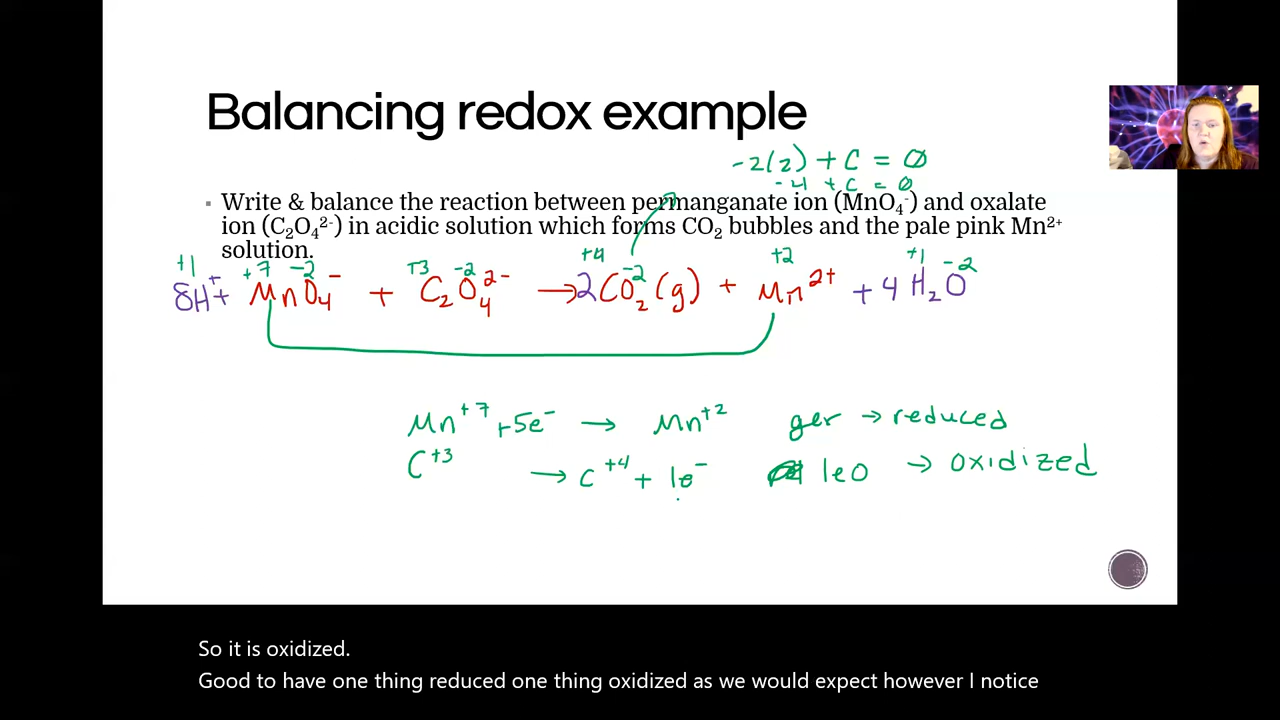 Balancing redox example
-2(2) + C = 0
-4 + C = 0
▪ Write & balance the reaction between permanganate ion (MnO₄⁻) and oxalate
ion (C₂O₄²⁻) in acidic solution which forms CO₂ bubbles and the pale pink Mn²⁺
solution.
+1 +7 -2 +3 -2 +4 -2 +2 +1 -2
8H⁺ + MnO₄⁻ + C₂O₄²⁻ → 2CO₂(g) + Mn²⁺ + 4H₂O
Mn⁺⁷ + 5e⁻ → Mn⁺² ger → reduced
C⁺³ → C⁺⁴ + 1e⁻ leo → oxidized
So it is oxidized.
Good to have one thing reduced one thing oxidized as we would expect however I notice